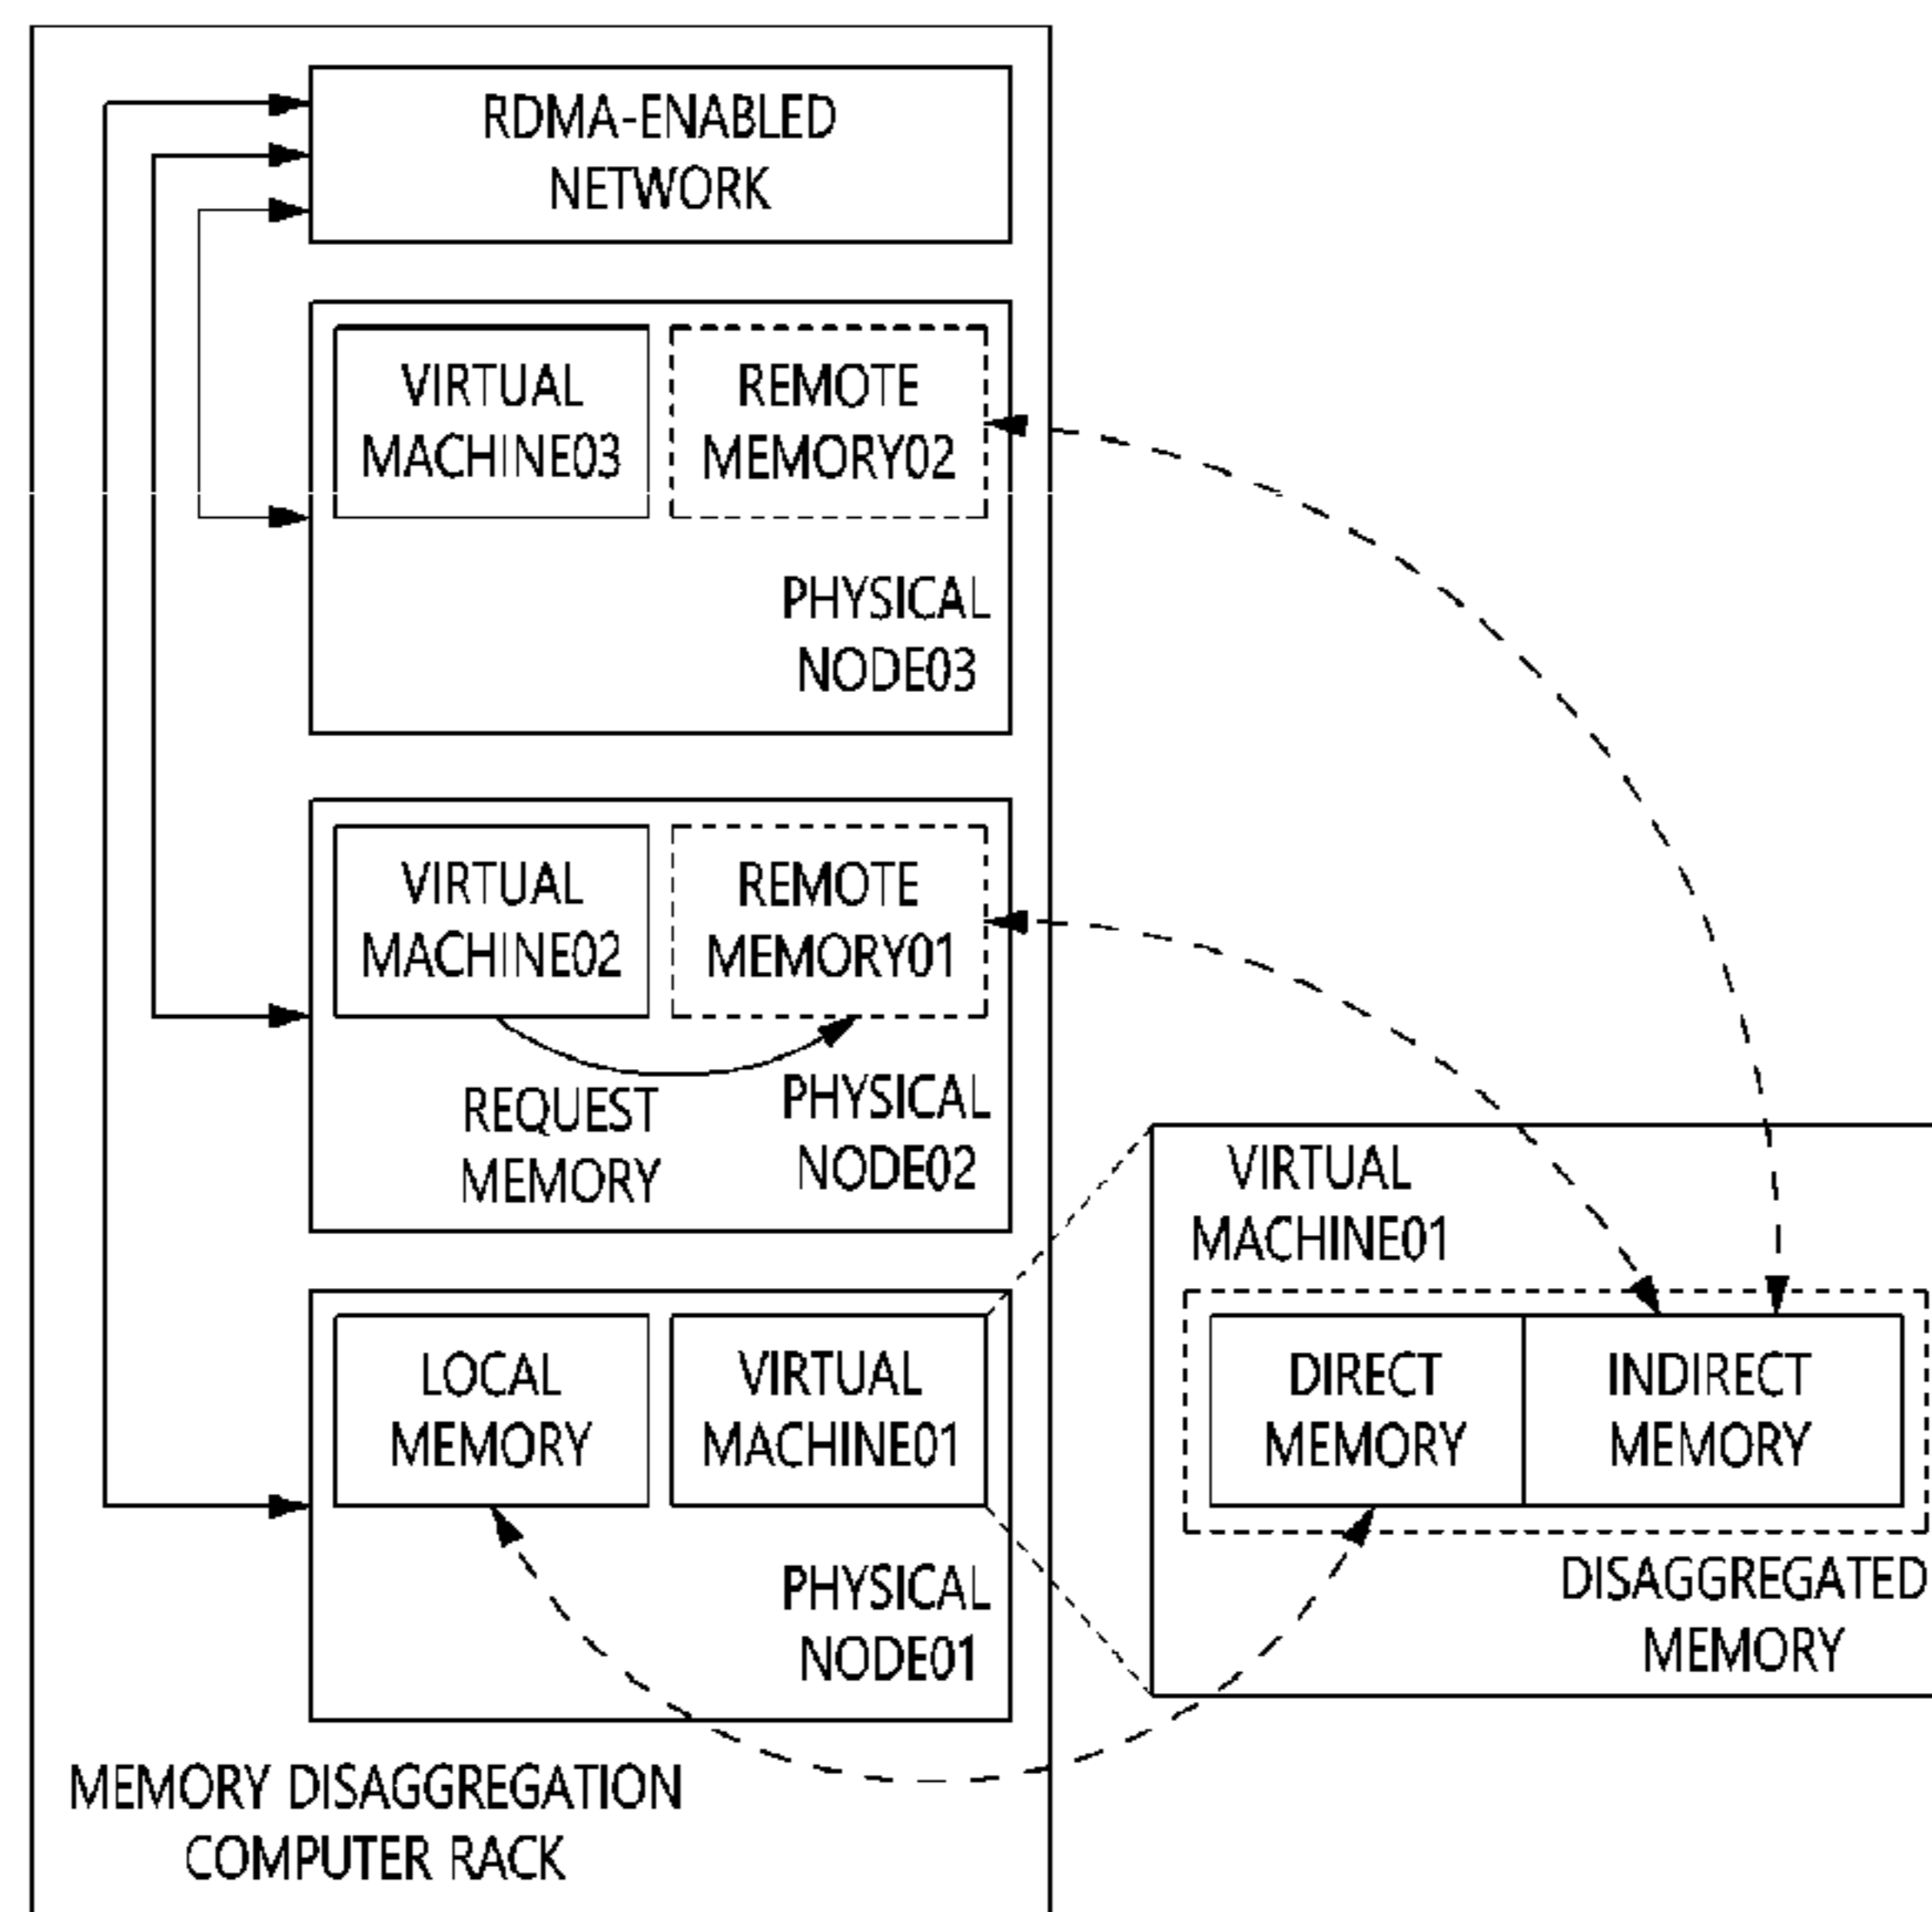 RDMA-ENABLED
NETWORK
VIRTUAL
MACHINE03
REMOTE
MEMORY02
PHYSICAL
NODE03
VIRTUAL
MACHINE02
REMOTE
MEMORY01
REQUEST
MEMORY
PHYSICAL
NODE02
VIRTUAL
MACHINE01
LOCAL
MEMORY
VIRTUAL
MACHINE01
DIRECT
MEMORY
INDIRECT
MEMORY
PHYSICAL
NODE01
DISAGGREGATED
MEMORY
MEMORY DISAGGREGATION
COMPUTER RACK